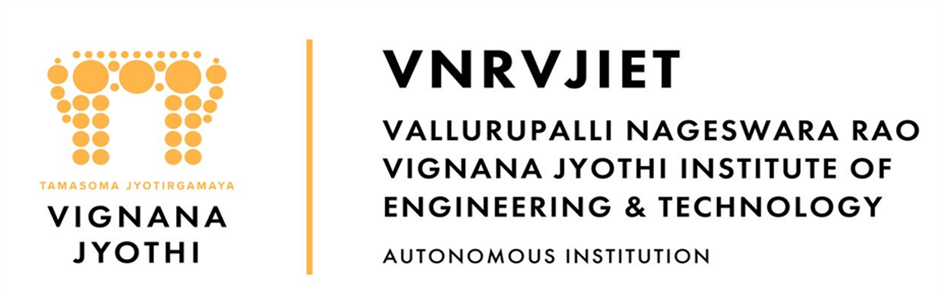 TAMASOMA JYOTIRGAMAYA
VIGNANA
JYOTHI
VNRVJIET
VALLURUPALLI NAGESWARA RAO
VIGNANA JYOTHI INSTITUTE OF
ENGINEERING & TECHNOLOGY
AUTONOMOUS INSTITUTION